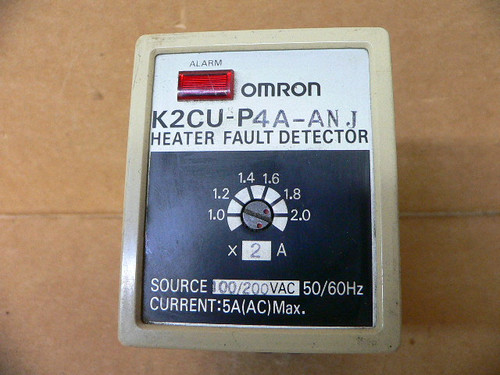 ALARM
OMRON
K2CU-P4A-AN J
HEATER FAULT DETECTOR
1.4 1.6
1.2 1.8
1.0 2.0
X 2 A
SOURCE 100/200VAC 50/60Hz
CURRENT:5A(AC)Max.